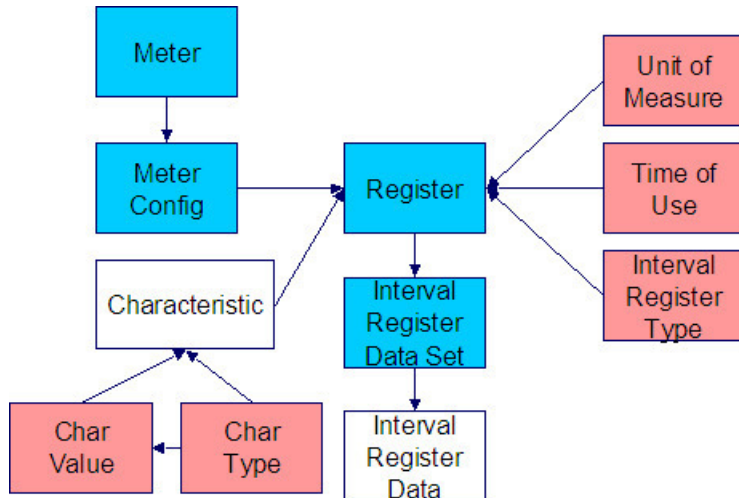 Meter
Unit of
Measure
Meter
Config
Register
Time of
Use
Characteristic
Interval
Register
Data Set
Interval
Register
Type
Char
Value
Char
Type
Interval
Register
Data